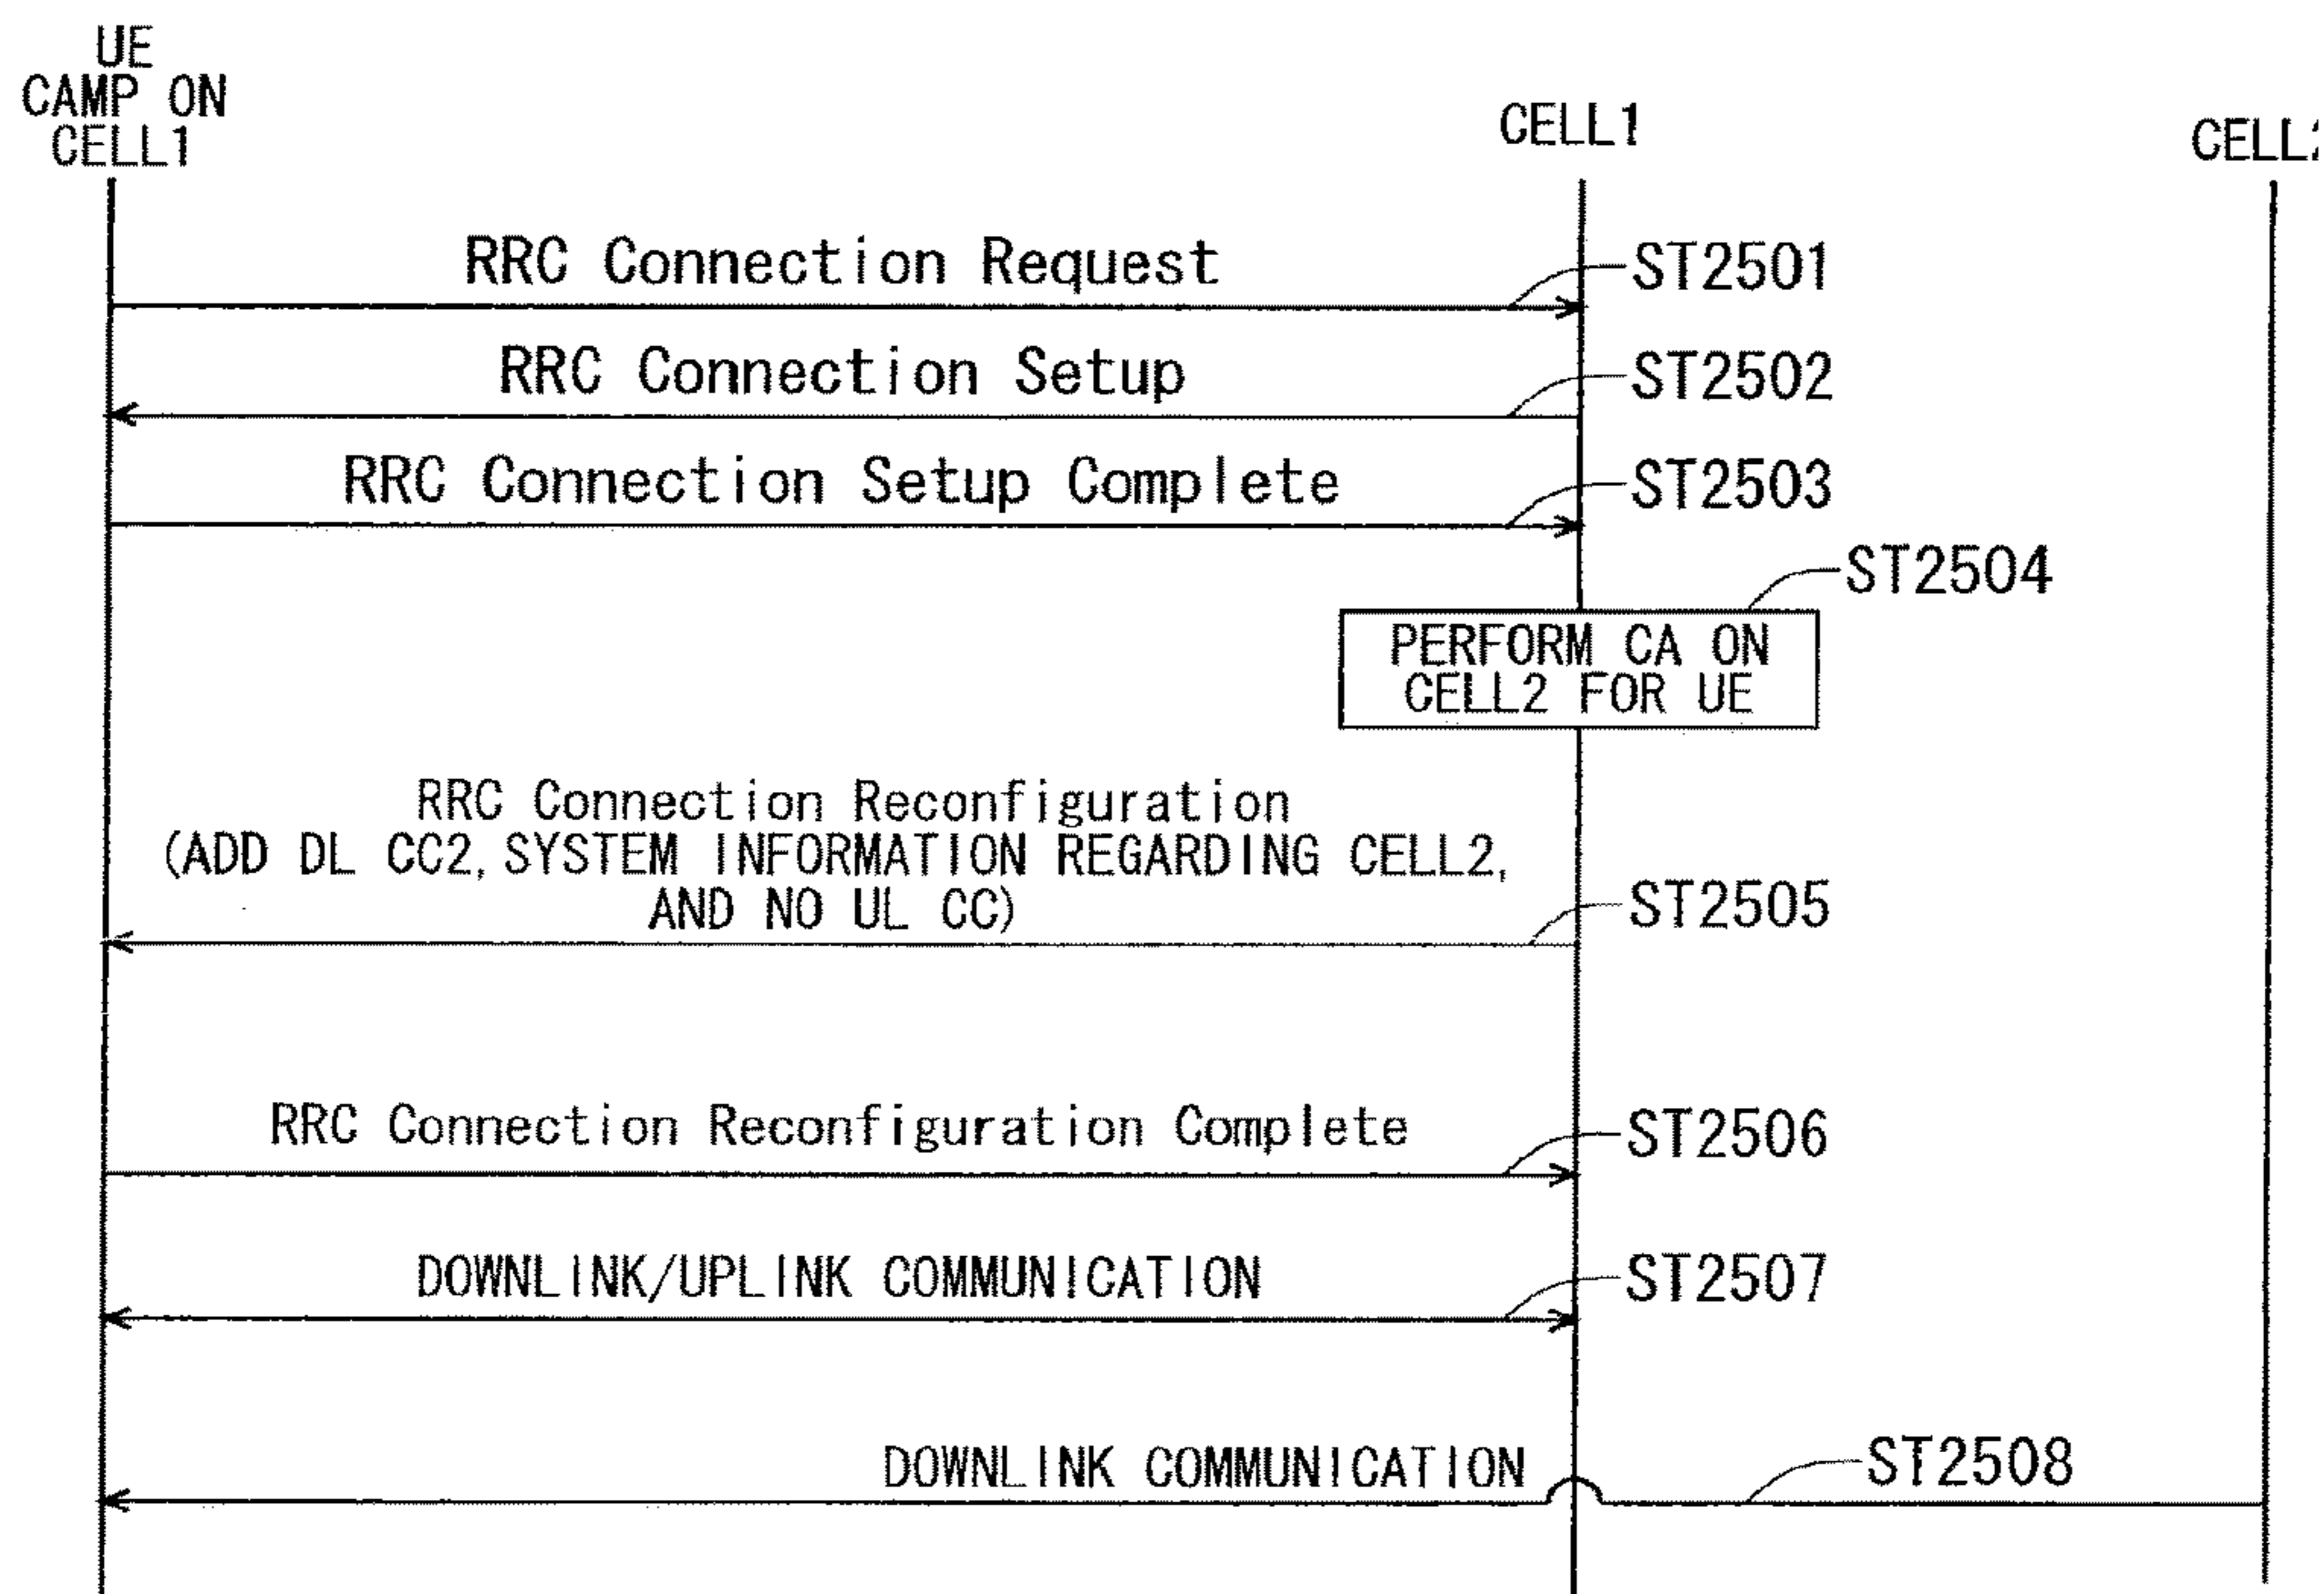 UE
CAMP ON
CELL1
CELL1
CELL
RRC Connection Request
ST2501
RRC Connection Setup
ST2502
RRC Connection Setup Complete
ST2503
ST2504
PERFORM CA ON
CELL2 FOR UE
RRC Connection Reconfiguration
(ADD DL CC2, SYSTEM INFORMATION REGARDING CELL2,
AND NO UL CC)
ST2505
RRC Connection Reconfiguration Complete
ST2506
DOWNLINK/UPLINK COMMUNICATION
ST2507
DOWNLINK COMMUNICATION
ST2508